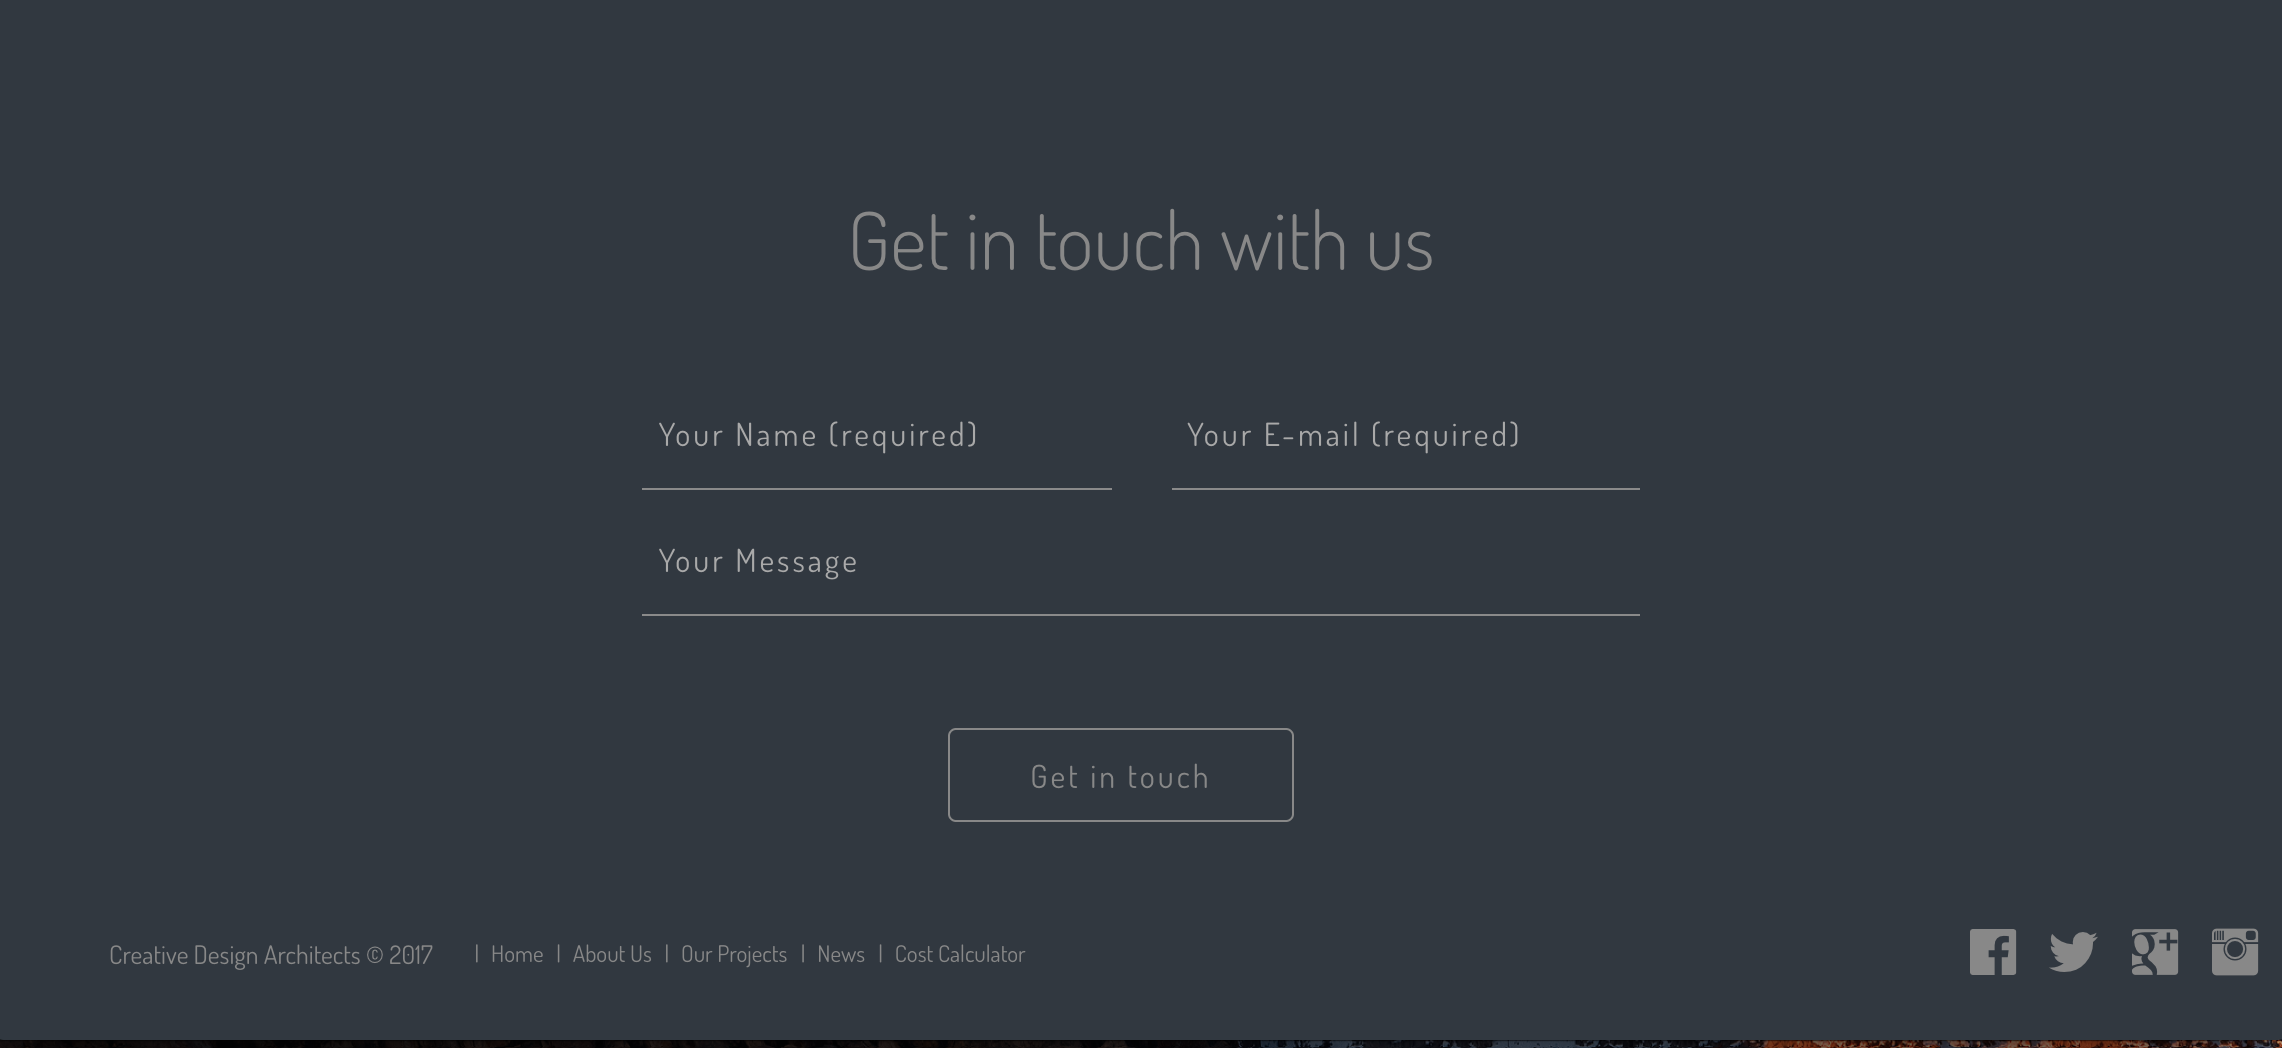 Get in touch with us
Your Name (required) Your E-mail (required)
Your Message
Get in touch
Creative Design Architects © 2017 | Home | About Us | Our Projects | News | Cost Calculator